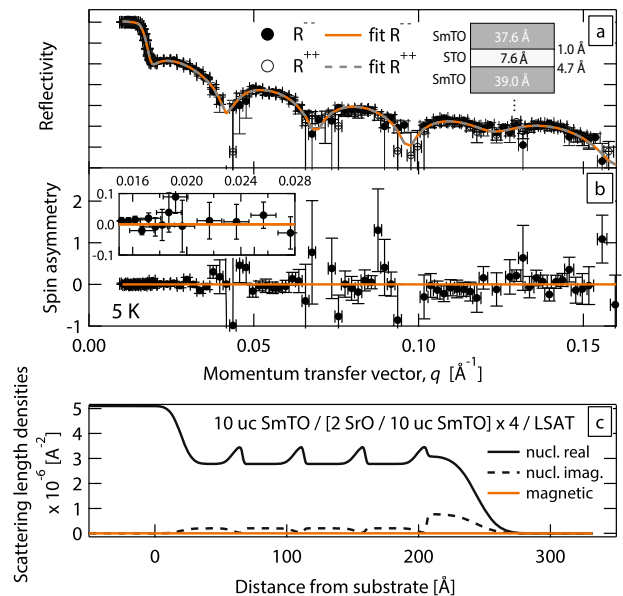 R⁻⁻ fit R⁻⁻
R⁺⁺ fit R⁺⁺
SmTO 37.6 Å
STO 7.6 Å 1.0 Å
SmTO 39.0 Å 4.7 Å
⋮
a
Reflectivity
0.016 0.020 0.024 0.028
0.1
0.0
-0.1
b
2
1
0
-1
Spin asymmetry
5 K
0.00 0.05 0.10 0.15
Momentum transfer vector, q [Å⁻¹]
c
10 uc SmTO / [2 SrO / 10 uc SmTO] x 4 / LSAT
nucl. real
nucl. imag.
magnetic
5
4
3
2
1
0
Scattering length densities
x 10⁻⁶ [A⁻²]
0 100 200 300
Distance from substrate [Å]